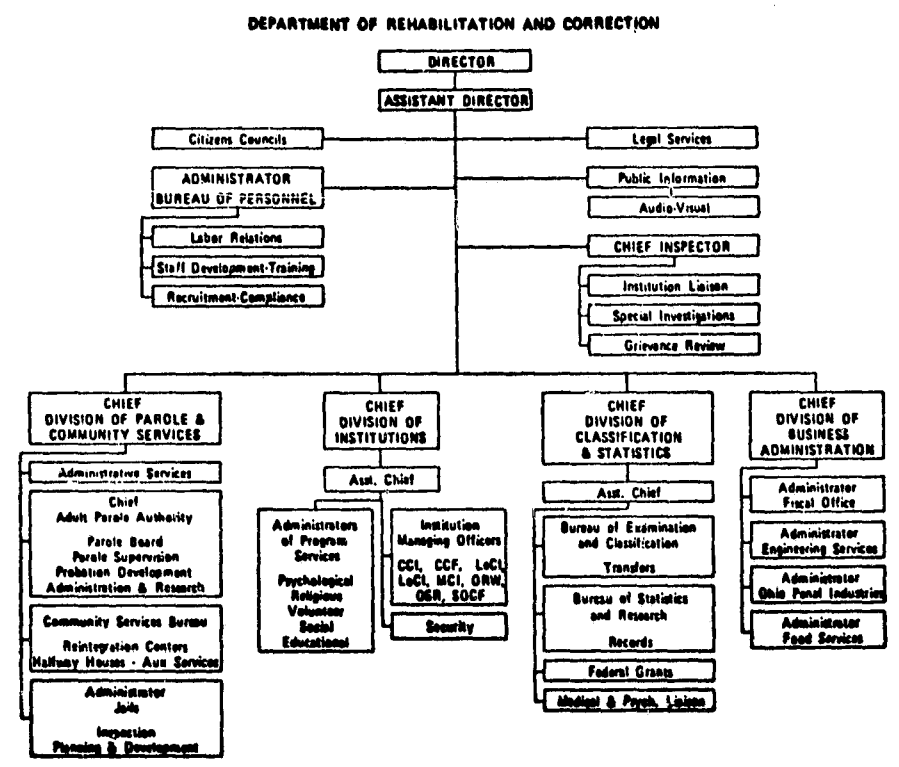 DEPARTMENT OF REHABILITATION AND CORRECTION
DIRECTOR
ASSISTANT DIRECTOR
Citizens Councils
Legal Services
ADMINISTRATOR
BUREAU OF PERSONNEL
Public Information
Audio-Visual
Labor Relations
Staff Development-Training
Recruitment-Compliance
CHIEF INSPECTOR
Institution Liaison
Special Investigations
Grievance Review
CHIEF
DIVISION OF PAROLE &
COMMUNITY SERVICES
Administrative Services
Chief
Adult Parole Authority
Parole Board
Parole Supervision
Probation Development
Administration & Research
Community Services Bureau
Reintegration Centers
Halfway Houses - Aux Services
Administrator
Jails
Inspection
Planning & Development
CHIEF
DIVISION OF
INSTITUTIONS
Asst. Chief
Administrators
of Program
Services
Psychological
Religious
Volunteer
Social
Educational
Institution
Managing Officers
CCI, CCF, LeCI,
LoCI, MCI, ORW,
OSR, SOCF
Security
CHIEF
DIVISION OF
CLASSIFICATION
& STATISTICS
Asst. Chief
Bureau of Examination
and Classification
Transfers
Bureau of Statistics
and Research
Records
Federal Grants
Medical & Psych. Liaison
CHIEF
DIVISION OF
BUSINESS
ADMINISTRATION
Administrator
Fiscal Office
Administrator
Engineering Services
Administrator
Ohio Penal Industries
Administrator
Food Services